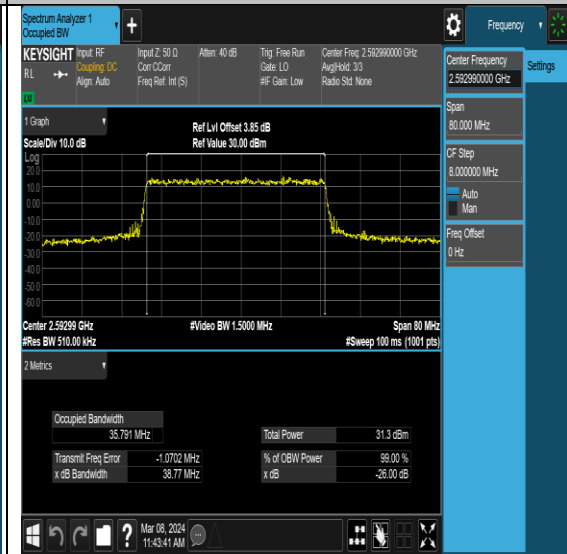 Spectrum Analyzer 1
Occupied BW
Frequency
KEYSIGHT
RL
Input: RF
Coupling: DC
Align: Auto
Input Z: 50 Ω
Corr CCorr
Freq Ref: Int (S)
Atten: 40 dB
Trig: Free Run
Gate: LO
#IF Gain: Low
Center Freq: 2.592990000 GHz
Avg|Hold: 3/3
Radio Std: None
Center Frequency
2.592990000 GHz
Settings
Span
80.000 MHz
CF Step
8.000000 MHz
Auto
Man
Freq Offset
0 Hz
1 Graph
Scale/Div 10.0 dB
Ref Lvl Offset 3.85 dB
Ref Value 30.00 dBm
Log
20.0
10.0
0.00
-10.0
-20.0
-30.0
-40.0
-50.0
-60.0
Center 2.59299 GHz
#Video BW 1.5000 MHz
Span 80 MHz
#Res BW 510.00 kHz
#Sweep 100 ms (1001 pts)
2 Metrics
Occupied Bandwidth
35.791 MHz
Total Power
31.3 dBm
Transmit Freq Error
-1.0702 MHz
% of OBW Power
99.00 %
x dB Bandwidth
38.77 MHz
x dB
-26.00 dB
?
Mar 08, 2024
11:43:41 AM